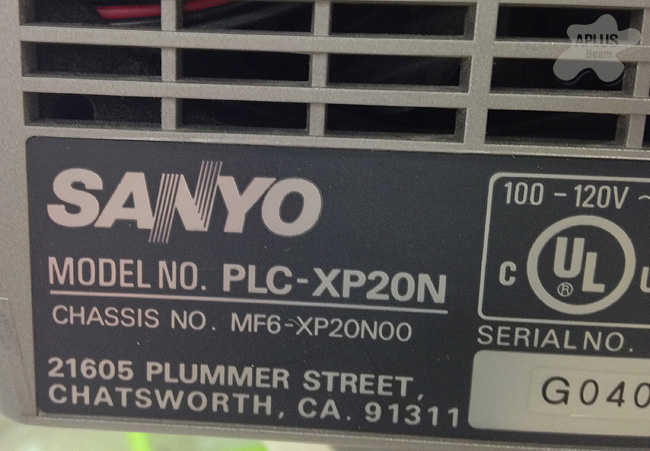 APLUS
Beam
SANYO
MODEL NO. PLC-XP20N
CHASSIS NO. MF6-XP20N00
21605 PLUMMER STREET,
CHATSWORTH, CA. 91311
100 - 120V ~
C UL ®
SERIAL NO.
G040